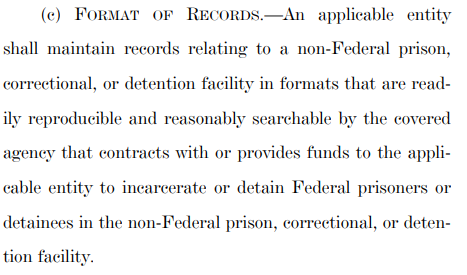 (c) FORMAT OF RECORDS.—An applicable entity
shall maintain records relating to a non-Federal prison,
correctional, or detention facility in formats that are read-
ily reproducible and reasonably searchable by the covered
agency that contracts with or provides funds to the appli-
cable entity to incarcerate or detain Federal prisoners or
detainees in the non-Federal prison, correctional, or deten-
tion facility.